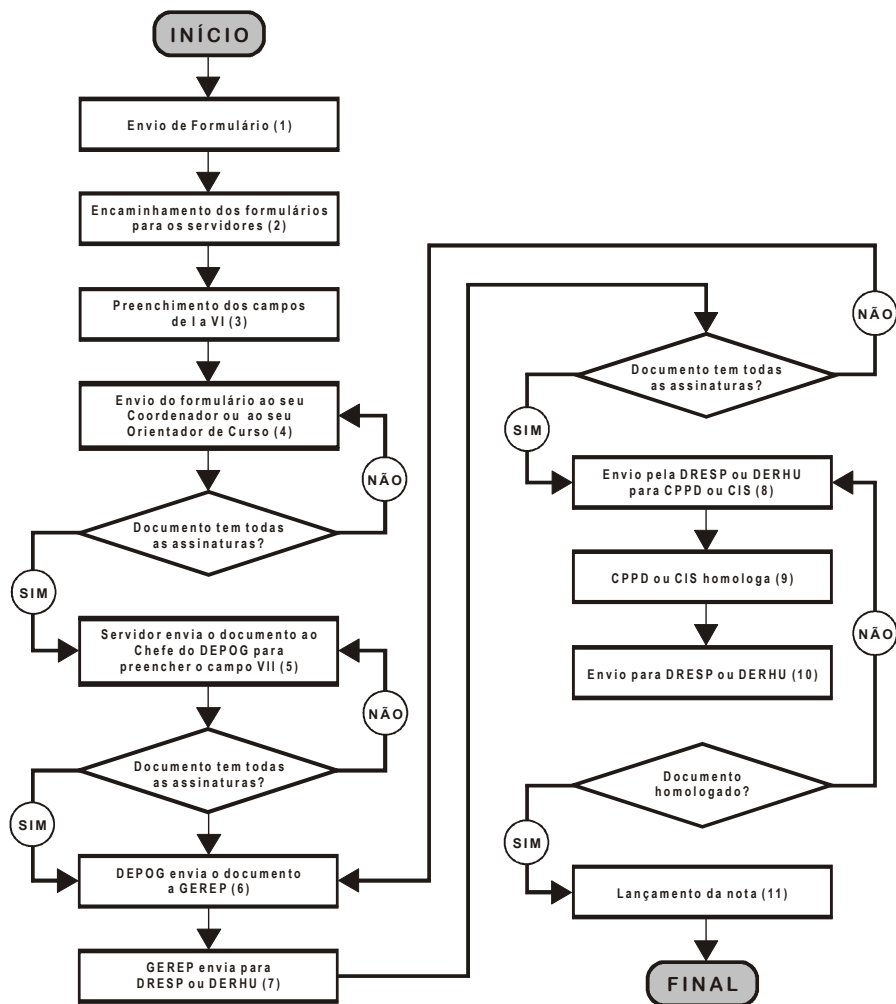 INÍCIO
Envio de Formulário (1)
Encaminhamento dos formulários
para os servidores (2)
Preenchimento dos campos
de I a VI (3)
Envio do formulário ao seu
Coordenador ou ao seu
Orientador de Curso (4)
NÃO
Documento tem todas
as assinaturas?
SIM
Servidor envia o documento ao
Chefe do DEPOG para
preencher o campo VII (5)
NÃO
Documento tem todas
as assinaturas?
SIM
DEPOG envia o documento
a GEREP (6)
GEREP envia para
DRESP ou DERHU (7)
NÃO
Documento tem todas
as assinaturas?
SIM
Envio pela DRESP ou DERHU
para CPPD ou CIS (8)
CPPD ou CIS homologa (9)
NÃO
Envio para DRESP ou DERHU (10)
Documento
homologado?
SIM
Lançamento da nota (11)
FINAL